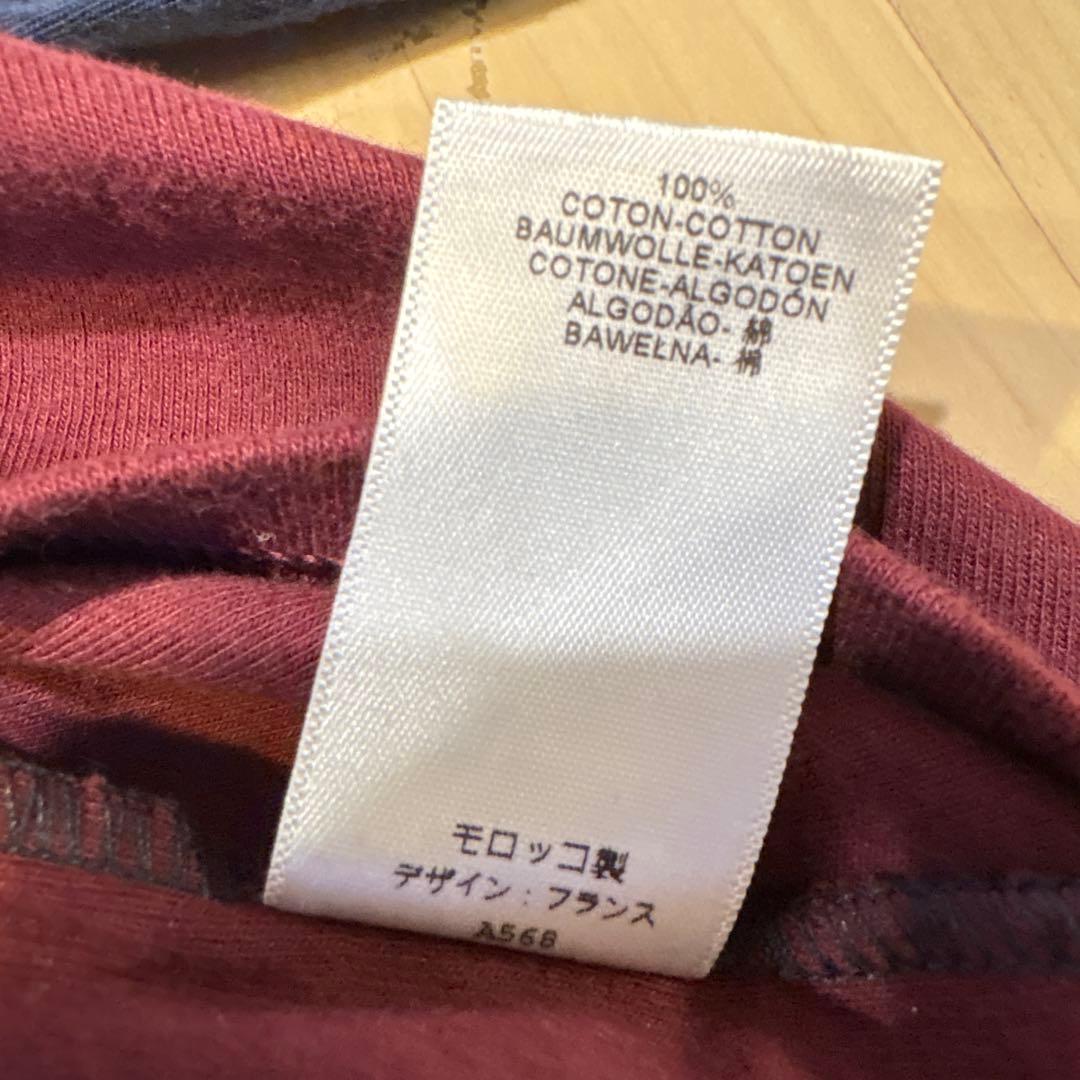 100%
COTON-COTTON
BAUMWOLLE-KATOEN
COTONE-ALGODÓN
ALGODÃO- 綿
BAWEŁNA- 棉
モロッコ製
デザイン : フランス
A568